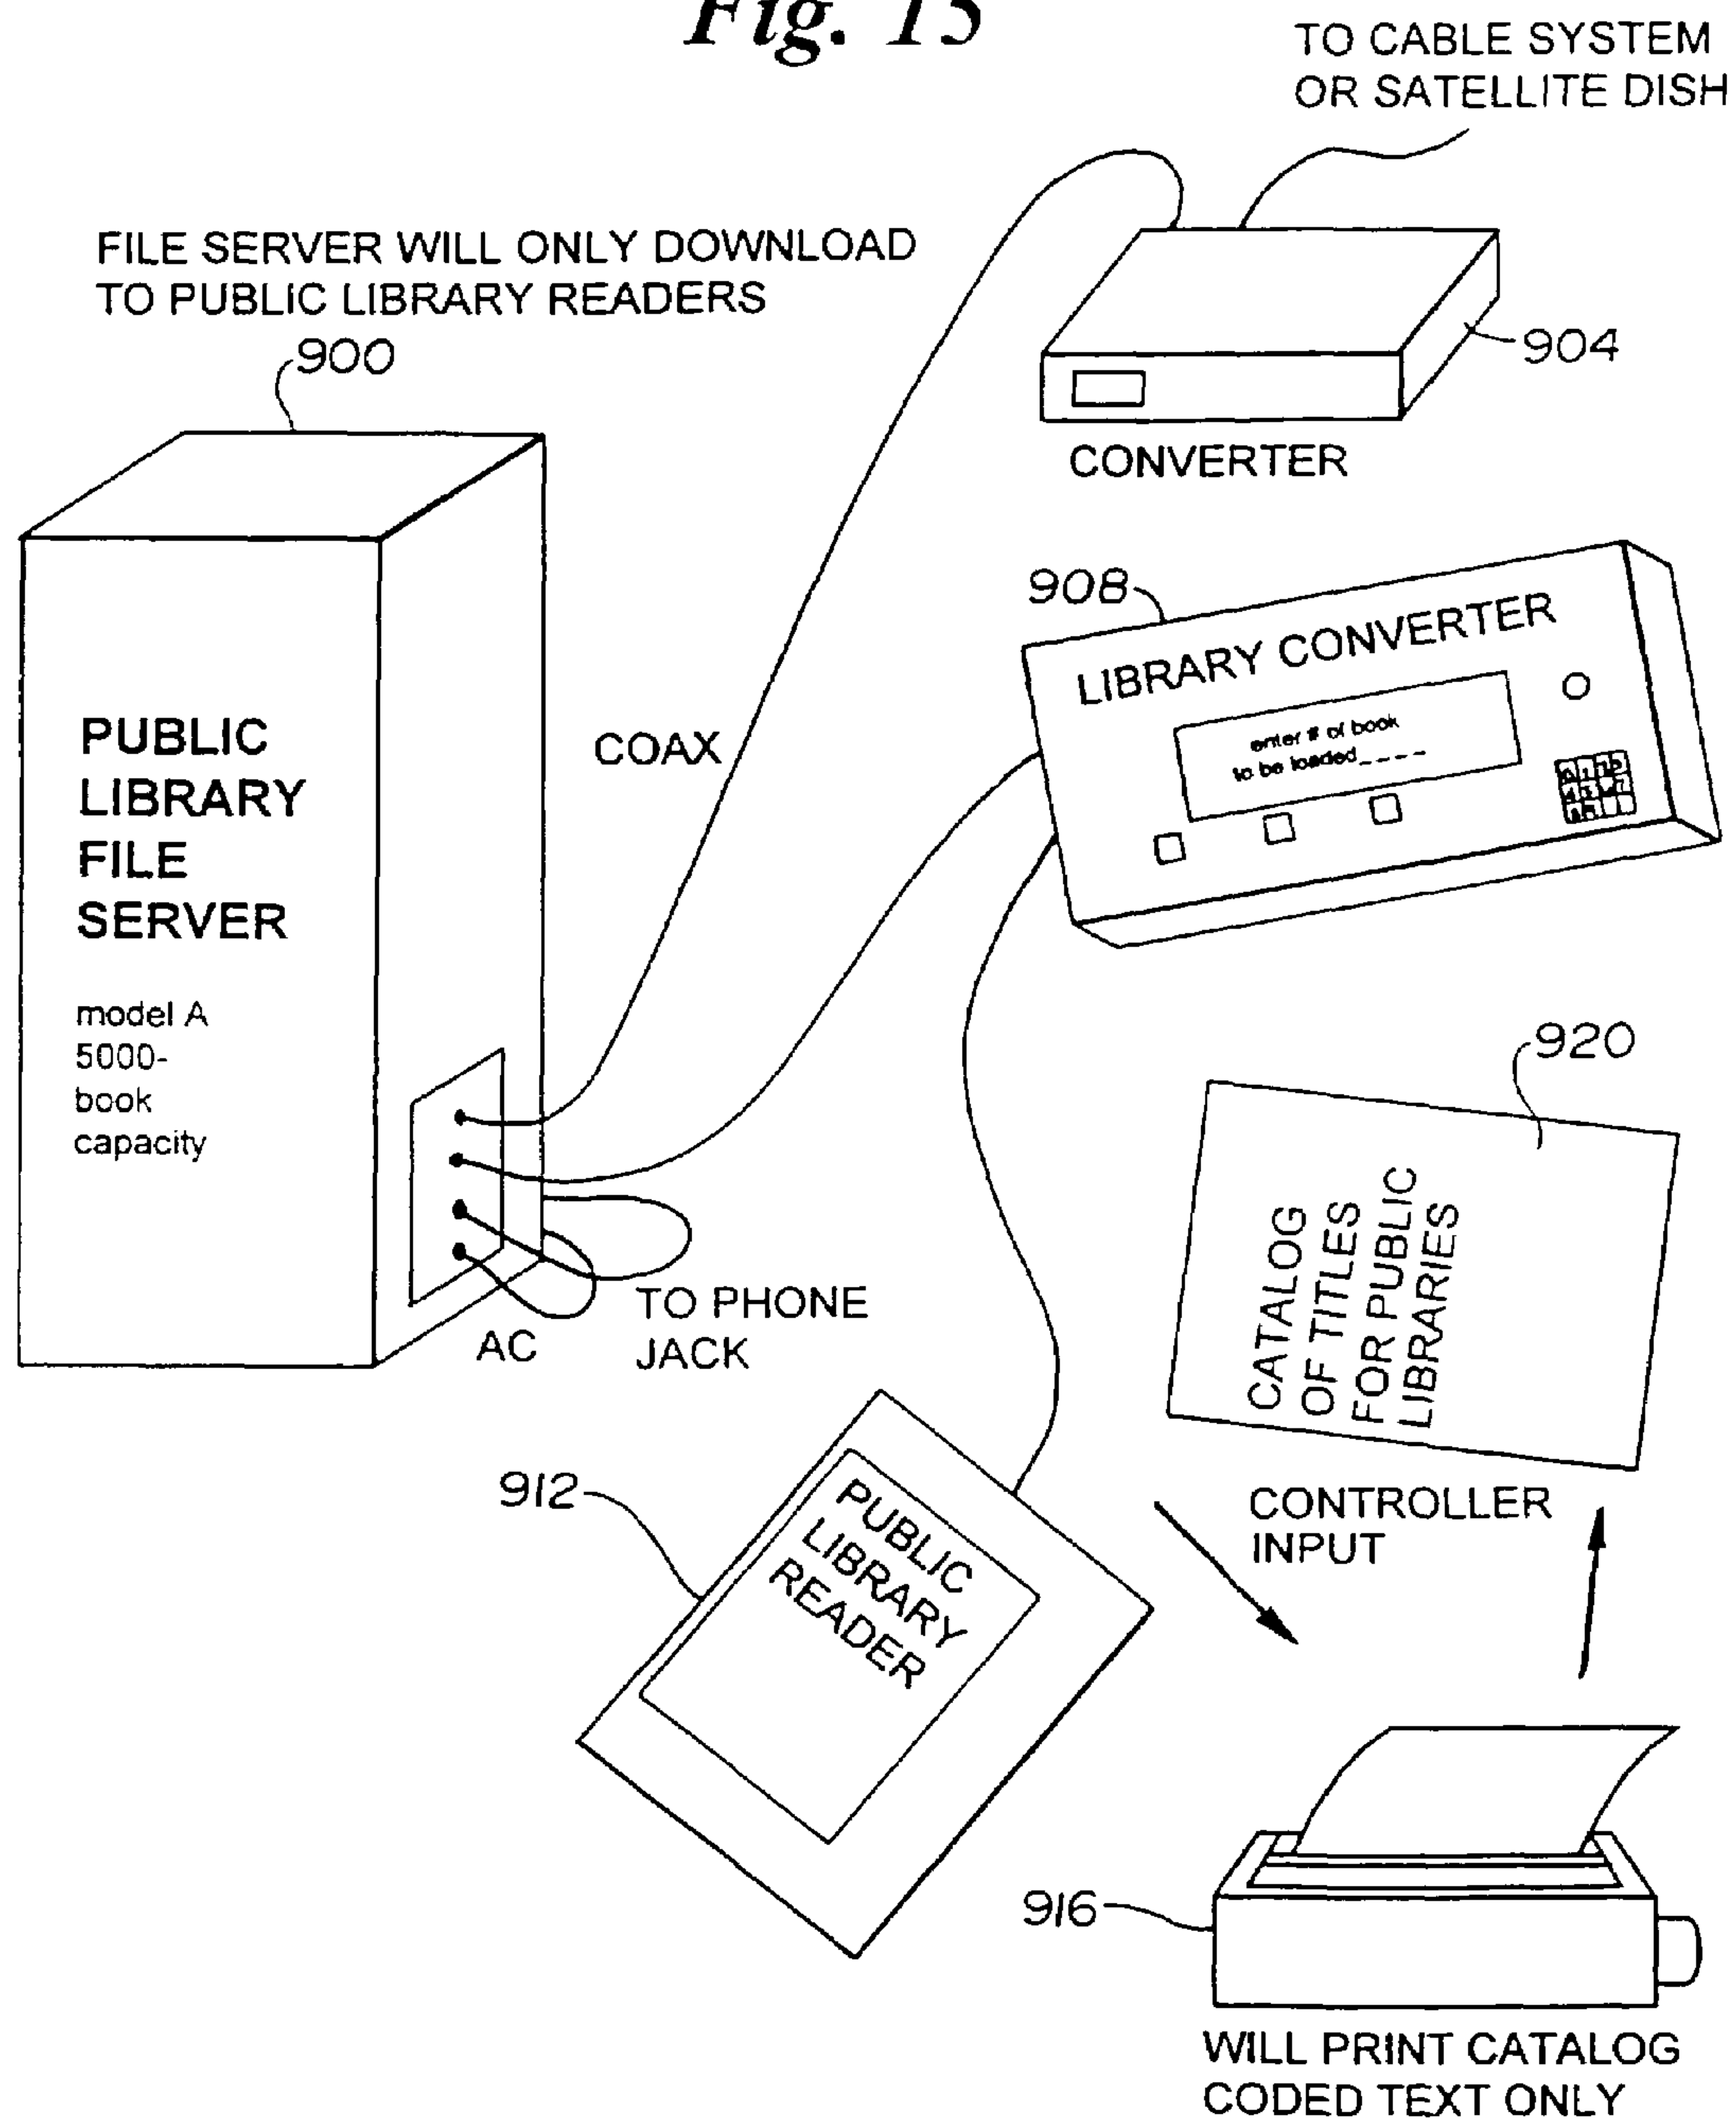 Fig. 15
TO CABLE SYSTEM
OR SATELLITE DISH
FILE SERVER WILL ONLY DOWNLOAD
TO PUBLIC LIBRARY READERS
900
904
CONVERTER
908
LIBRARY CONVERTER
enter # of book
to be loaded____
COAX
PUBLIC
LIBRARY
FILE
SERVER
model A
5000-
book
capacity
920
CATALOG
OF TITLES
FOR PUBLIC
LIBRARIES
TO PHONE
JACK
AC
912
PUBLIC
LIBRARY
READER
CONTROLLER
INPUT
916
WILL PRINT CATALOG
CODED TEXT ONLY